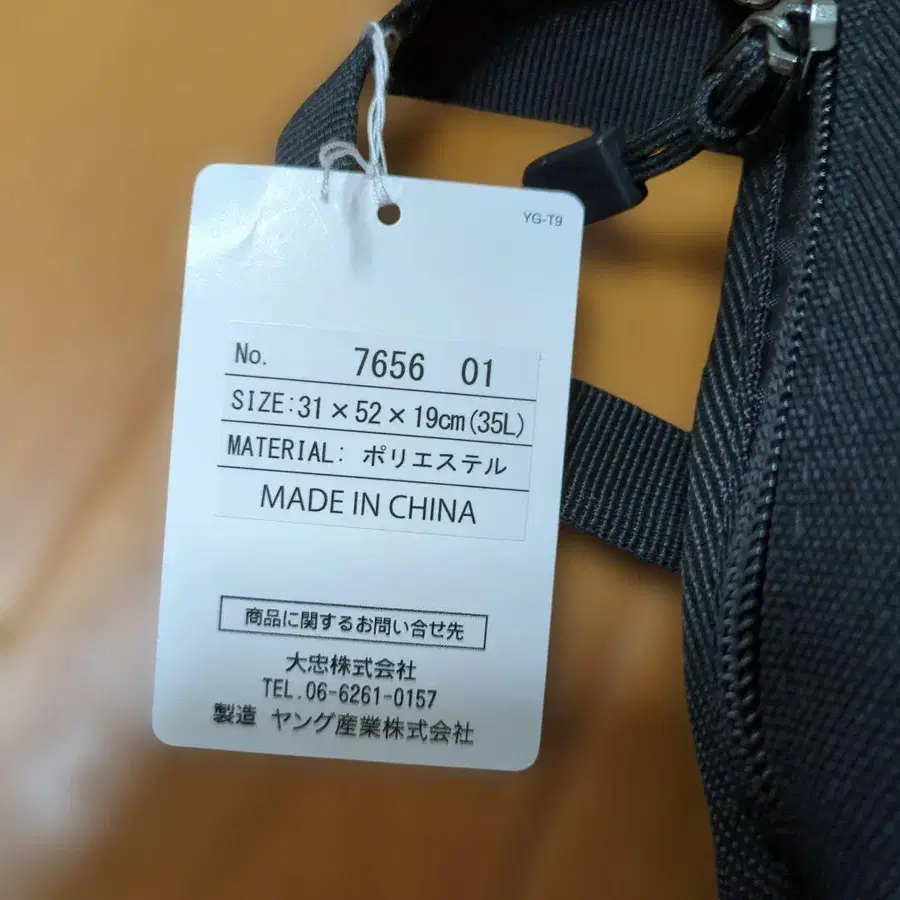 YG-T9
No. 7656 01
SIZE:31×52×19cm(35L)
MATERIAL: ポリエステル
MADE IN CHINA
商品に関するお問い合せ先
大忠株式会社
TEL.06-6261-0157
製造 ヤング産業株式会社